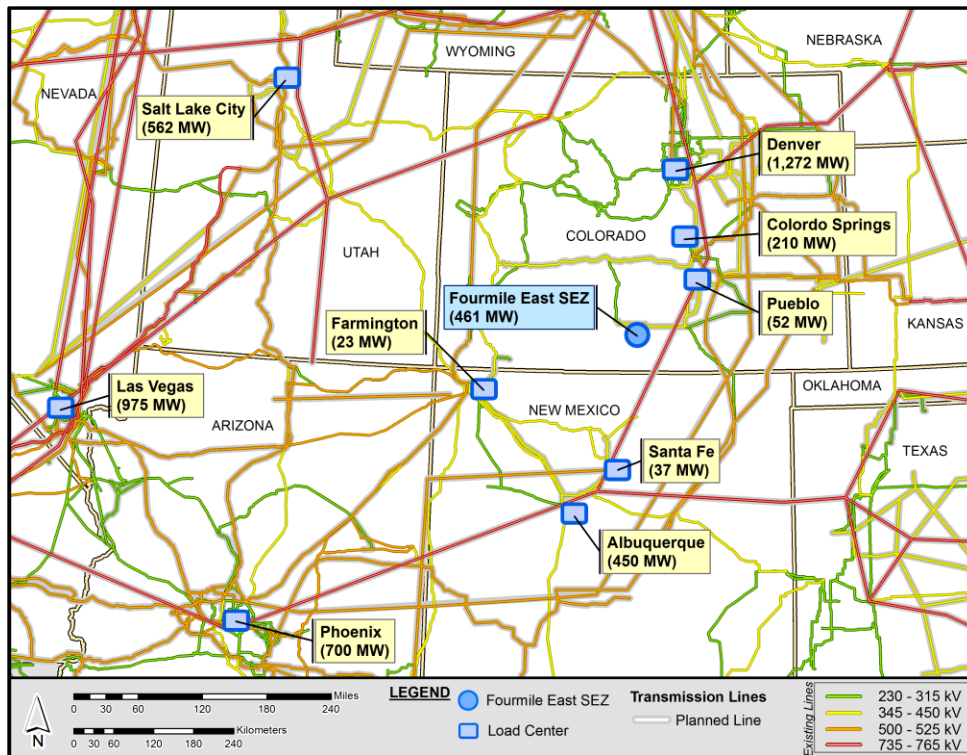 WYOMING
NEBRASKA
NEVADA
Salt Lake City
(562 MW)
Denver
(1,272 MW)
Colordo Springs
(210 MW)
COLORADO
UTAH
Fourmile East SEZ
(461 MW)
Pueblo
(52 MW)
Farmington
(23 MW)
KANSAS
Las Vegas
(975 MW)
OKLAHOMA
ARIZONA
NEW MEXICO
Santa Fe
(37 MW)
TEXAS
Albuquerque
(450 MW)
Phoenix
(700 MW)
N
Miles
0 30 60 120 180 240
Kilometers
0 30 60 120 180 240
LEGEND
Fourmile East SEZ
Load Center
Transmission Lines
Planned Line
Existing Lines
230 - 315 kV
345 - 450 kV
500 - 525 kV
735 - 765 kV